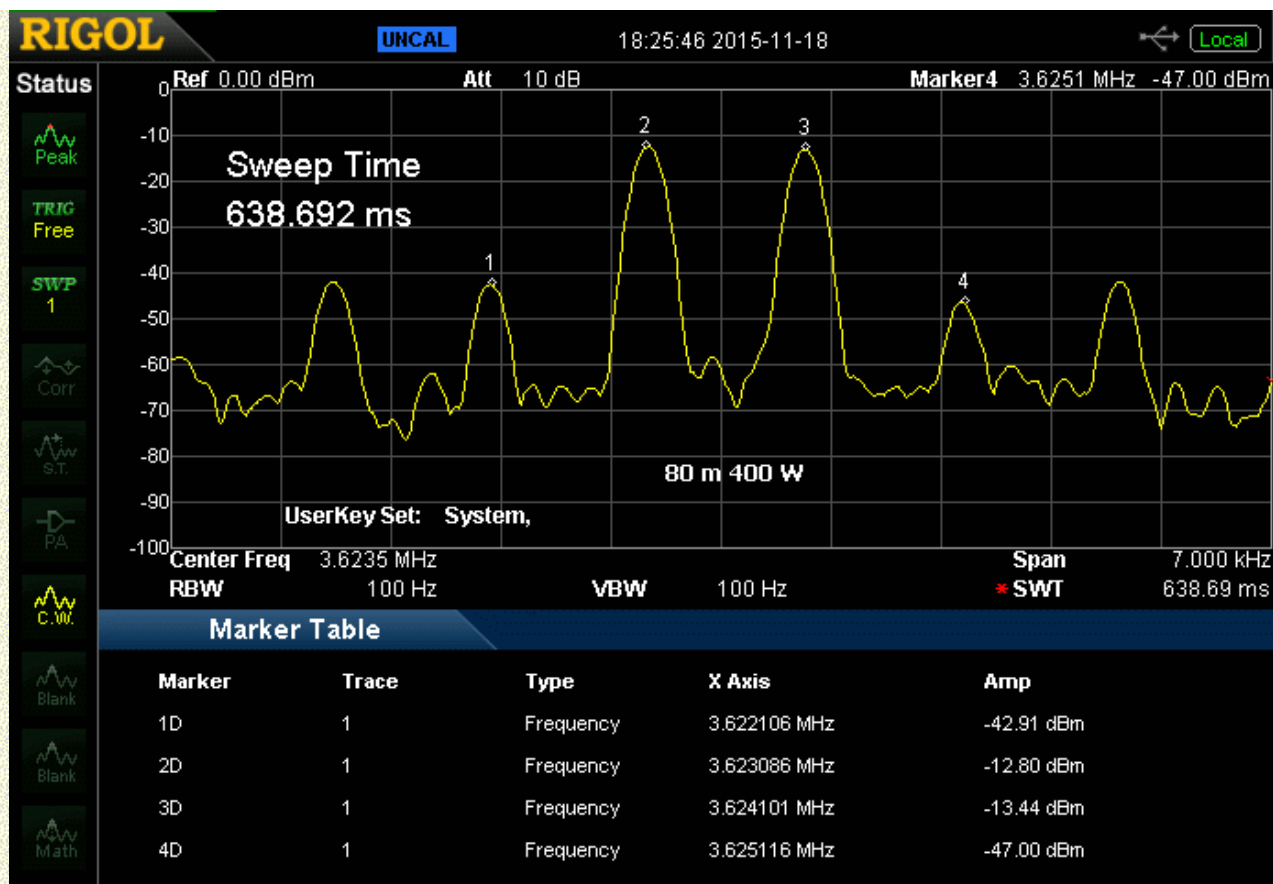 RIGOL UNCAL 18:25:46 2015-11-18 Local
Status
Ref 0.00 dBm Att 10 dB Marker4 3.6251 MHz -47.00 dBm
0
-10
-20
-30
-40
-50
-60
-70
-80
-90
-100
Peak
TRIG
Free
SWP
1
Corr
S.T.
PA
C.W.
Blank
Blank
Math
Sweep Time
638.692 ms
1
2
3
4
80 m 400 W
UserKey Set: System,
Center Freq 3.6235 MHz Span 7.000 kHz
RBW 100 Hz VBW 100 Hz * SWT 638.69 ms
Marker Table
Marker Trace Type X Axis Amp
1D 1 Frequency 3.622106 MHz -42.91 dBm
2D 1 Frequency 3.623086 MHz -12.80 dBm
3D 1 Frequency 3.624101 MHz -13.44 dBm
4D 1 Frequency 3.625116 MHz -47.00 dBm